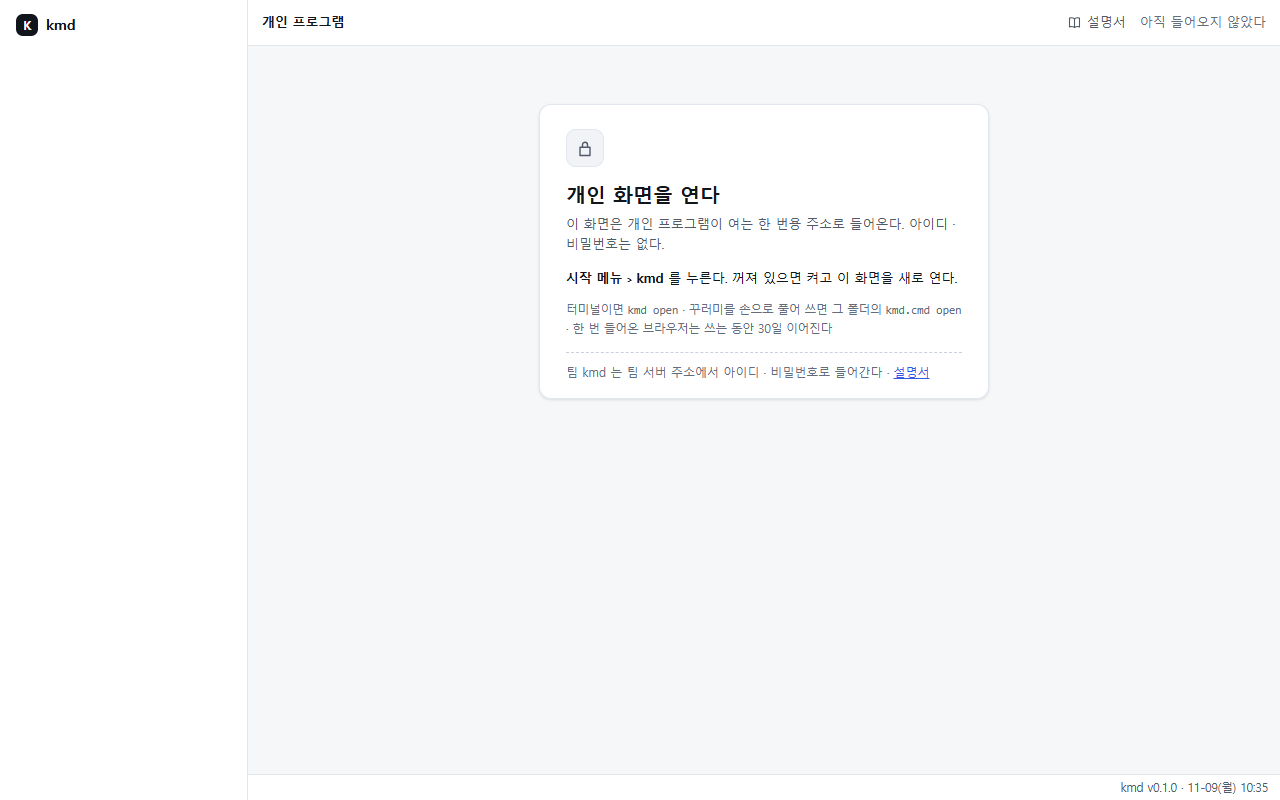 K kmd
개인 프로그램
설명서 아직 들어오지 않았다
개인 화면을 연다
이 화면은 개인 프로그램이 여는 한 번용 주소로 들어온다. 아이디 ·
비밀번호는 없다.
시작 메뉴 > kmd 를 누른다. 꺼져 있으면 켜고 이 화면을 새로 연다.
터미널이면 kmd open · 꾸러미를 손으로 풀어 쓰면 그 폴더의 kmd.cmd open
· 한 번 들어온 브라우저는 쓰는 동안 30일 이어진다
팀 kmd 는 팀 서버 주소에서 아이디 · 비밀번호로 들어간다 · 설명서
kmd v0.1.0 · 11-09(월) 10:35